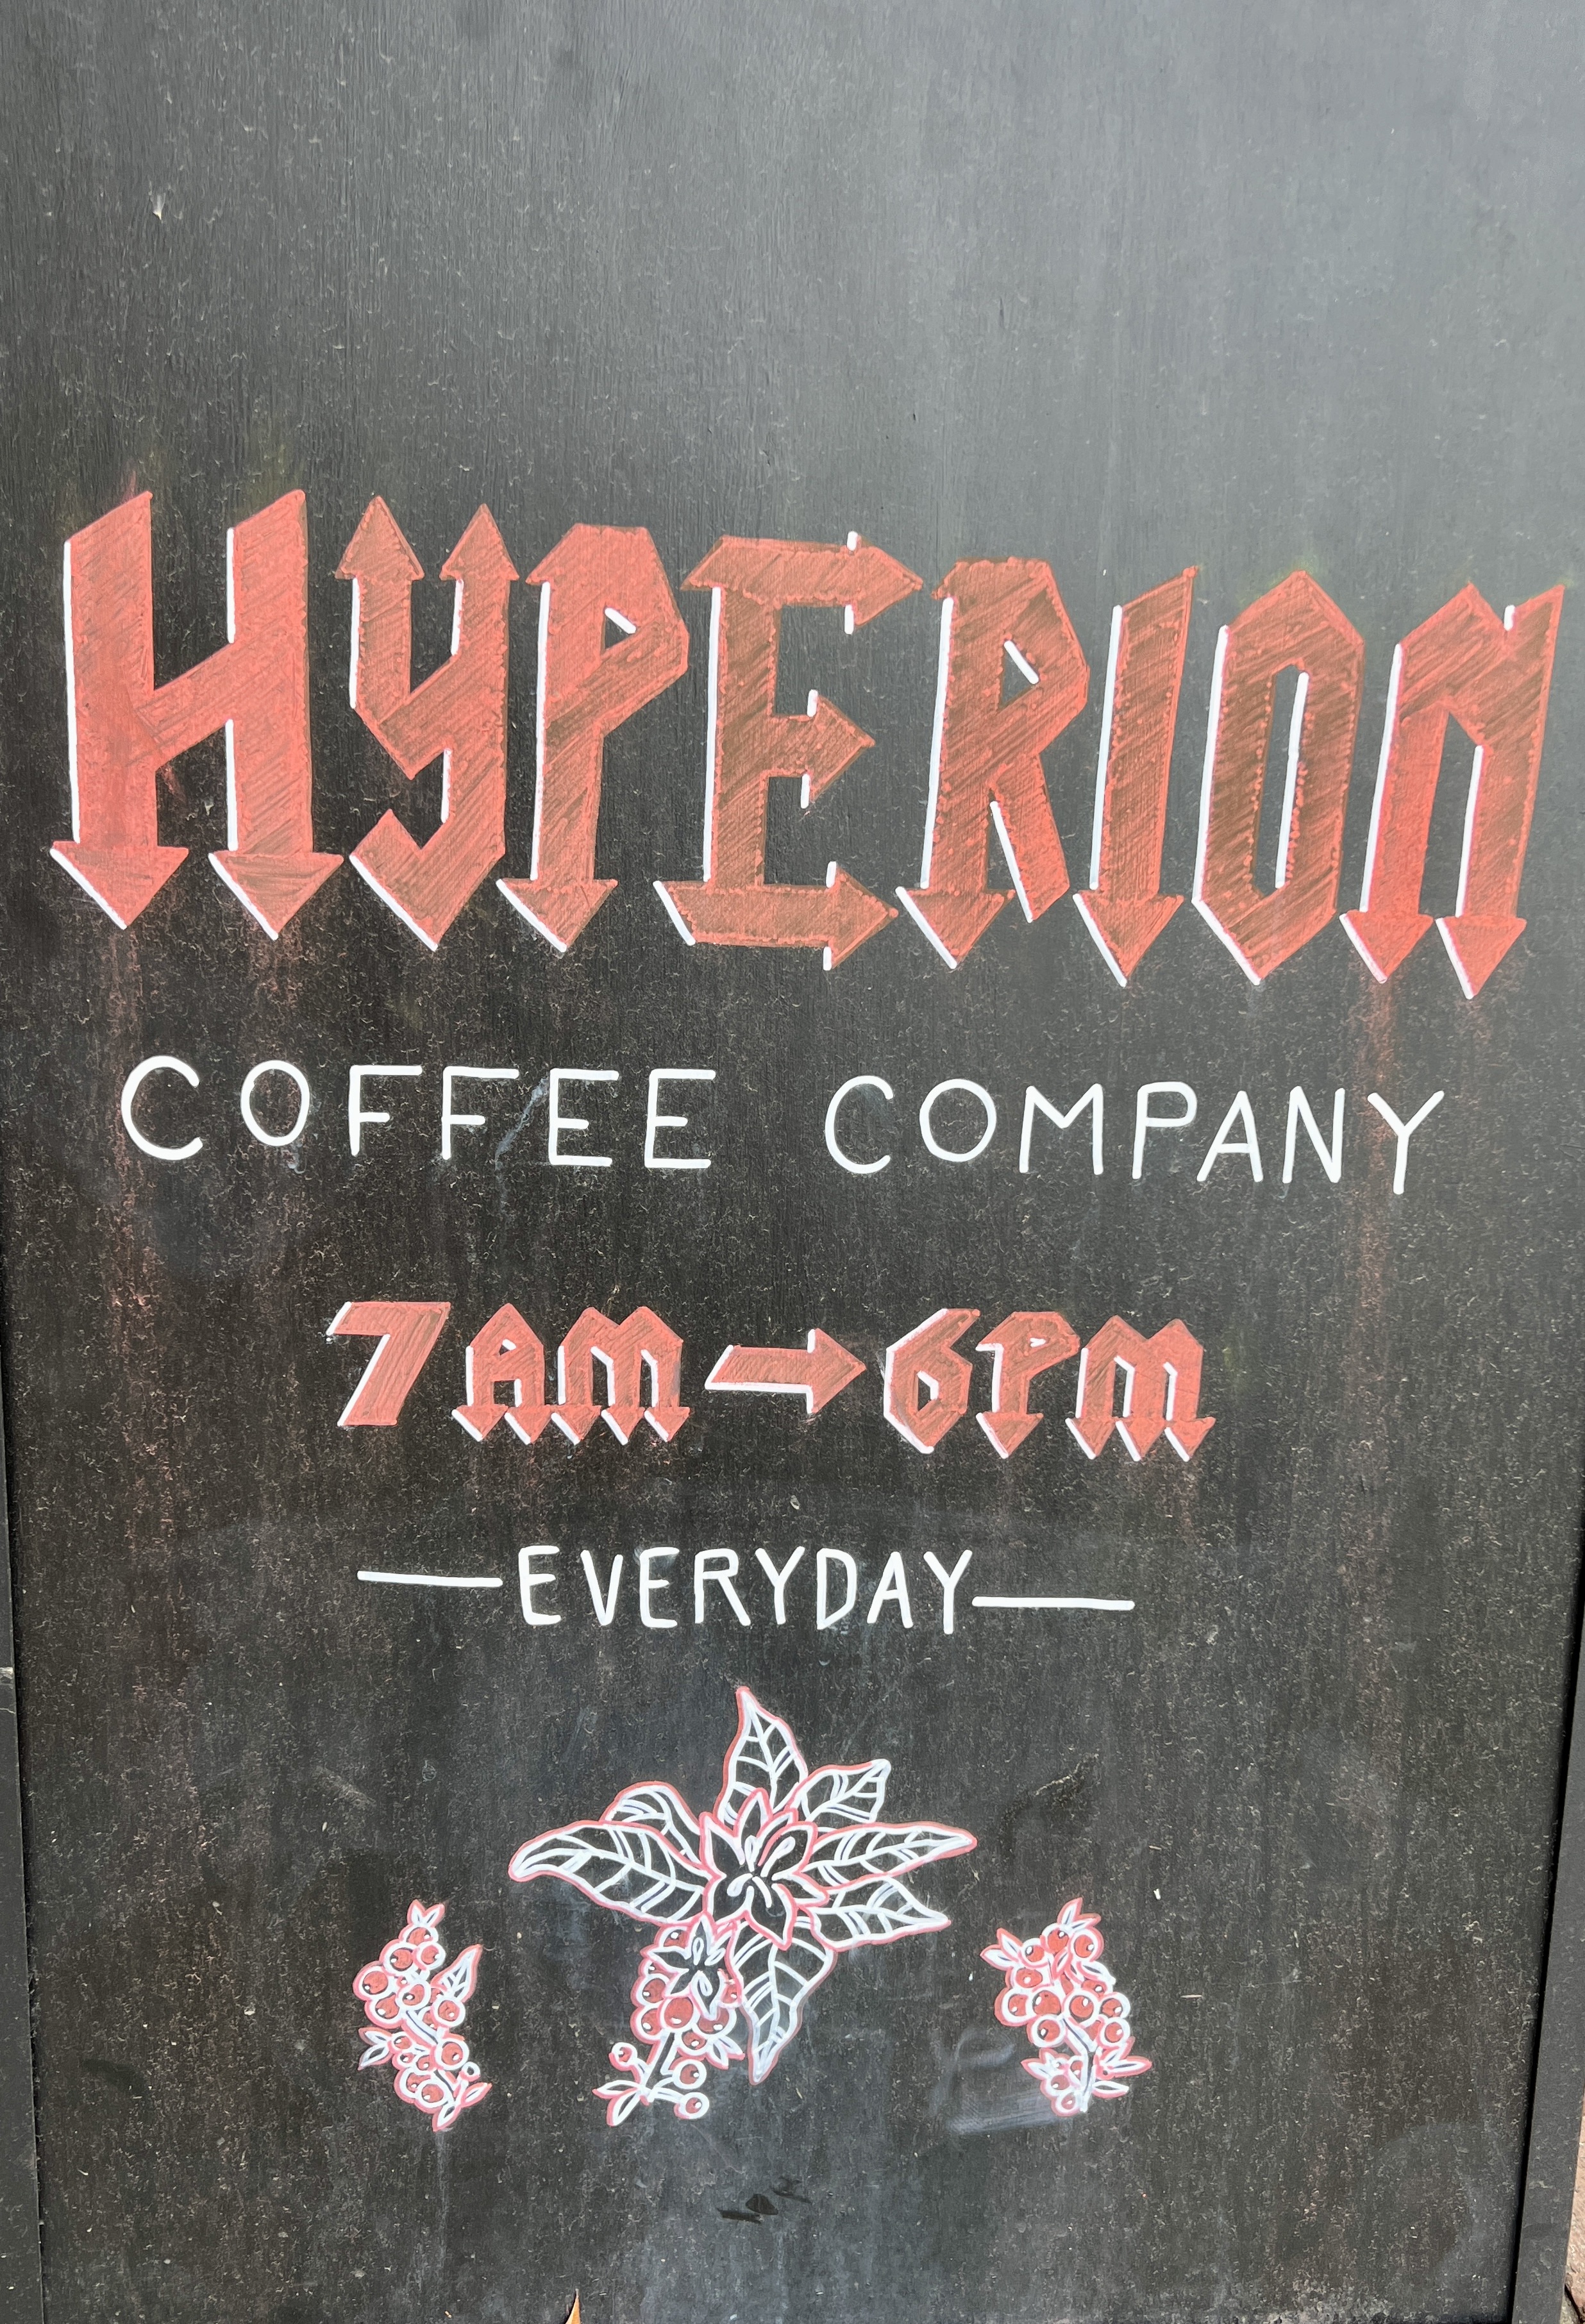 HYPERION
COFFEE COMPANY
7AM → 6PM
— EVERYDAY —